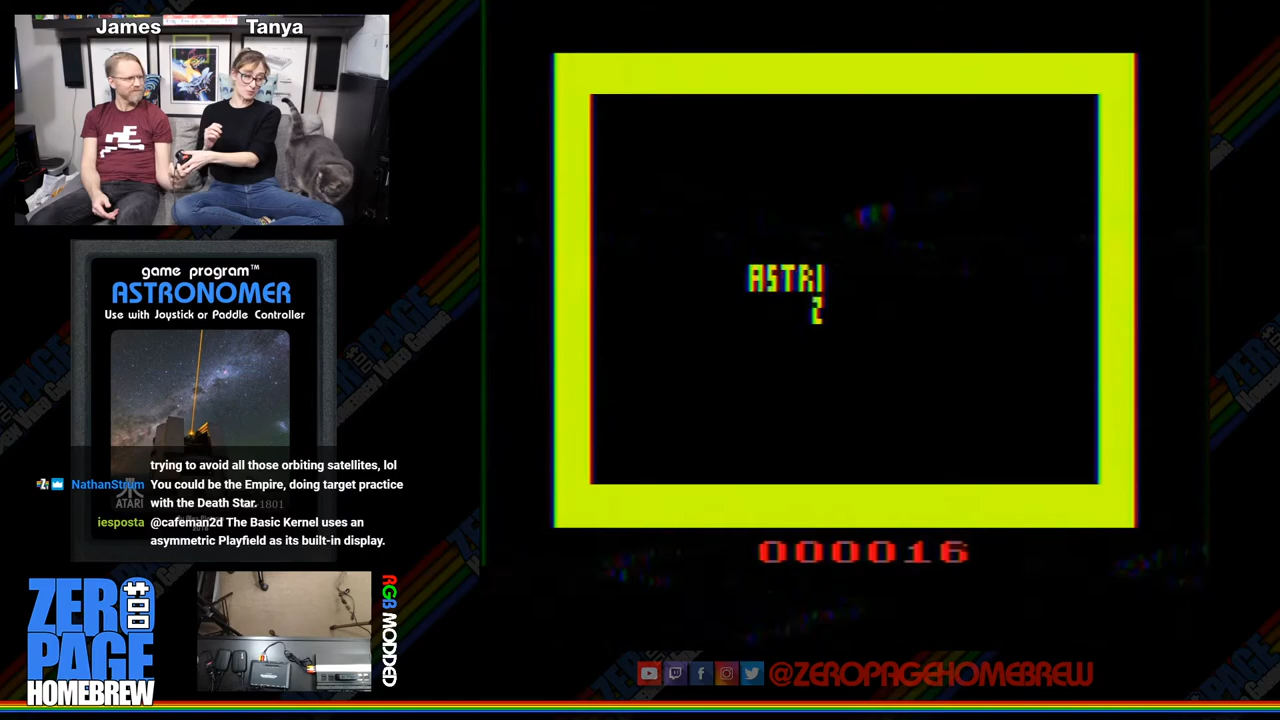 James
Tanya
game program™
ASTRONOMER
Use with Joystick or Paddle Controller
trying to avoid all those orbiting satellites, lol
NathanStrum You could be the Empire, doing target practice
with the Death Star.
ATARI
1801
iesposta @cafeman2d The Basic Kernel uses an
asymmetric Playfield as its built-in display.
ZERO
PAGE
HOMEBREW
RGB MODDED
ASTRI
2
000016
@ZEROPAGEHOMEBREW